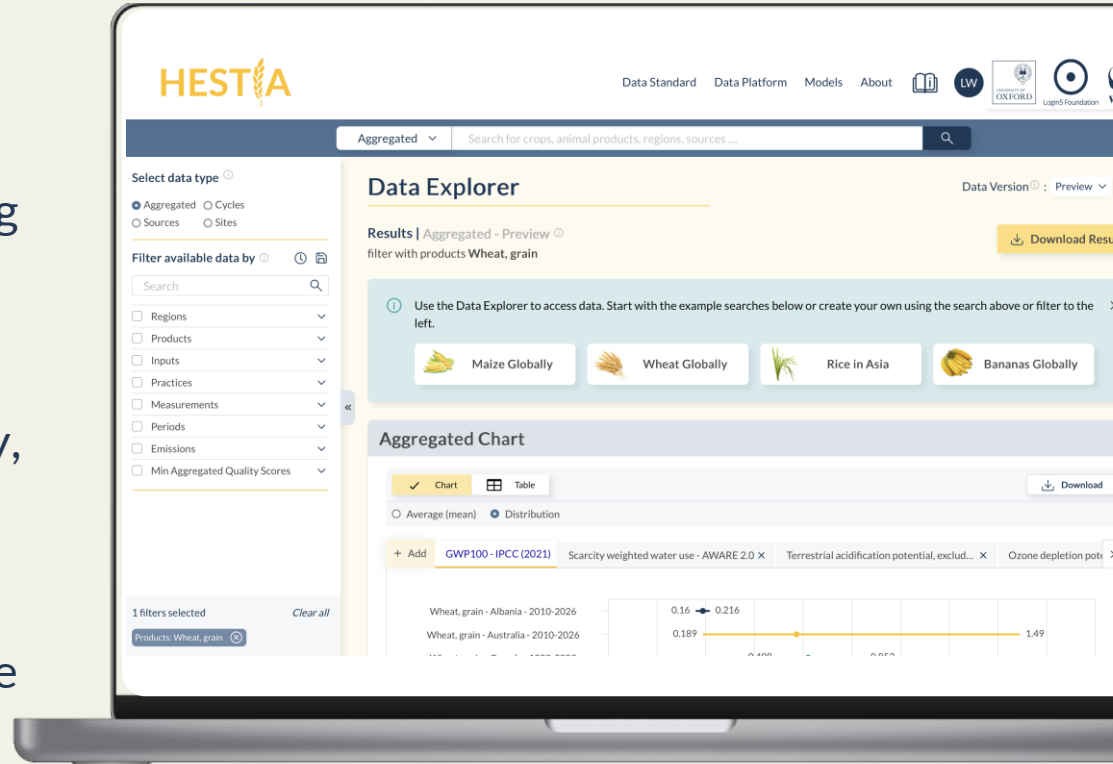 g
y,
e
HESTIA
Data Standard Data Platform Models About LW
UNIVERSITY OF
OXFORD
Login5 Foundation
Aggregated
Search for crops, animal products, regions, sources ....
Select data type
Aggregated Cycles
Sources Sites
Filter available data by
Search
Regions
Products
Inputs
Practices
Measurements
Periods
Emissions
Min Aggregated Quality Scores
1 filters selected Clear all
Products: Wheat, grain
«
Data Explorer
Data Version : Preview
Results | Aggregated - Preview
filter with products Wheat, grain
Download Resu
Use the Data Explorer to access data. Start with the example searches below or create your own using the search above or filter to the
left.
Maize Globally Wheat Globally Rice in Asia Bananas Globally
Aggregated Chart
Chart Table
Download
Average (mean) Distribution
+ Add GWP100 - IPCC (2021) Scarcity weighted water use - AWARE 2.0 × Terrestrial acidification potential, exclud... × Ozone depletion pot
Wheat, grain - Albania - 2010-2026 0.16 0.216
Wheat, grain - Australia - 2010-2026 0.189 1.49